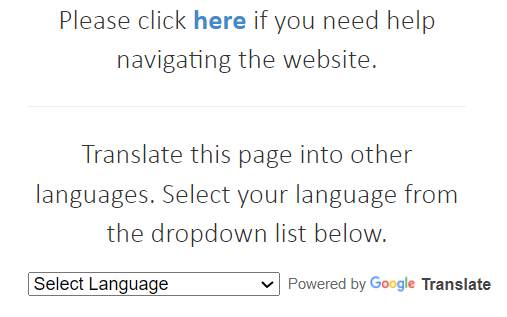 Please click here if you need help
navigating the website.
Translate this page into other
languages. Select your language from
the dropdown list below.
Select Language Powered by Google Translate